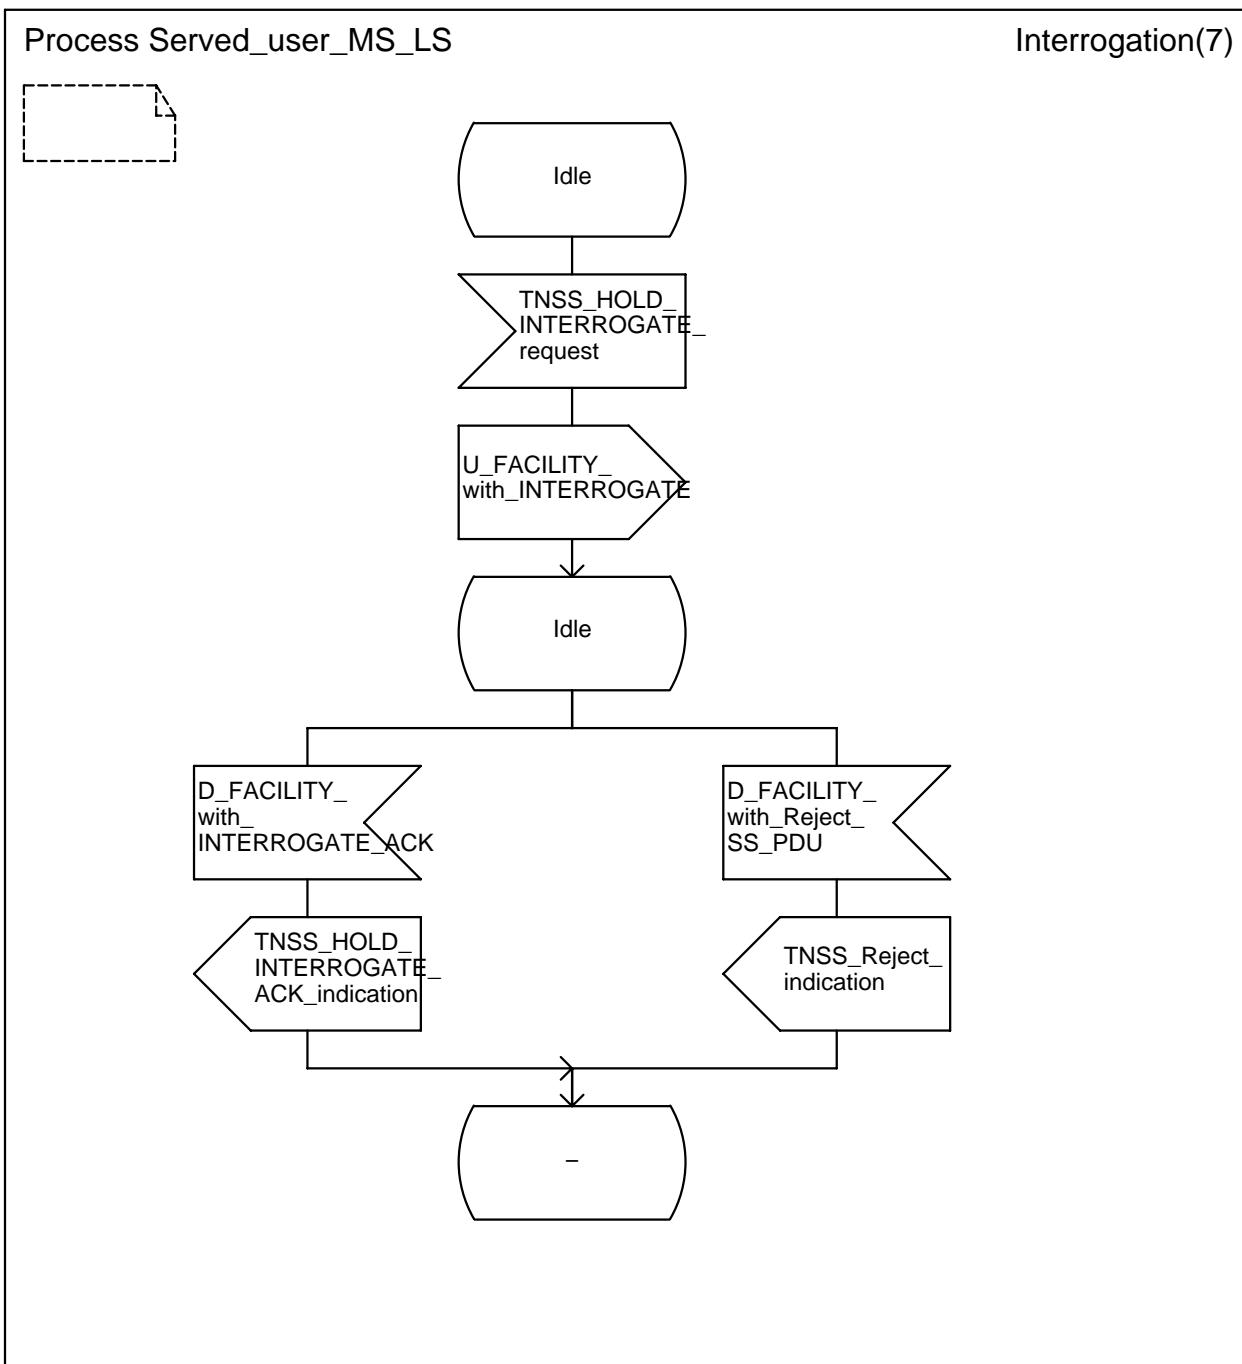 Process Served_user_MS_LS
Interrogation(7)
Idle
TNSS_HOLD_
INTERROGATE_
request
U_FACILITY_
with_INTERROGATE
Idle
D_FACILITY_
with_
INTERROGATE_ACK
D_FACILITY_
with_Reject_
SS_PDU
TNSS_HOLD_
INTERROGATE_
ACK_indication
TNSS_Reject_
indication
–